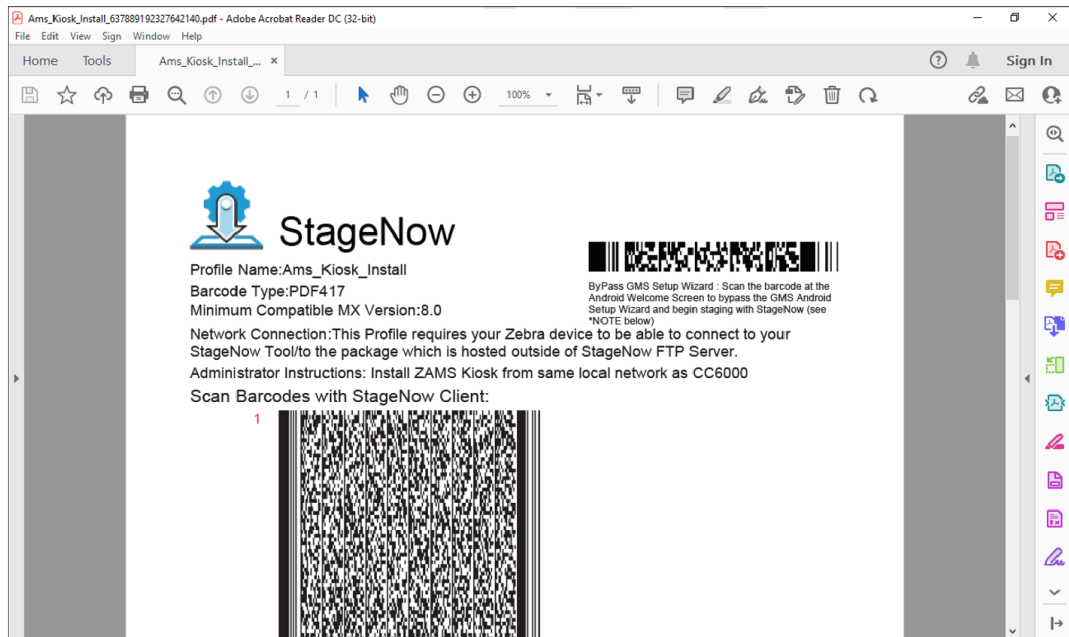 Ams_Kiosk_Install_637889192327642140.pdf - Adobe Acrobat Reader DC (32-bit)
File Edit View Sign Window Help
Home Tools Ams_Kiosk_Install_... × Sign In
1 / 1 100%
StageNow
Profile Name:Ams_Kiosk_Install
Barcode Type:PDF417
Minimum Compatible MX Version:8.0
ByPass GMS Setup Wizard : Scan the barcode at the
Android Welcome Screen to bypass the GMS Android
Setup Wizard and begin staging with StageNow (see
*NOTE below)
Network Connection:This Profile requires your Zebra device to be able to connect to your
StageNow Tool/to the package which is hosted outside of StageNow FTP Server.
Administrator Instructions: Install ZAMS Kiosk from same local network as CC6000
Scan Barcodes with StageNow Client:
1